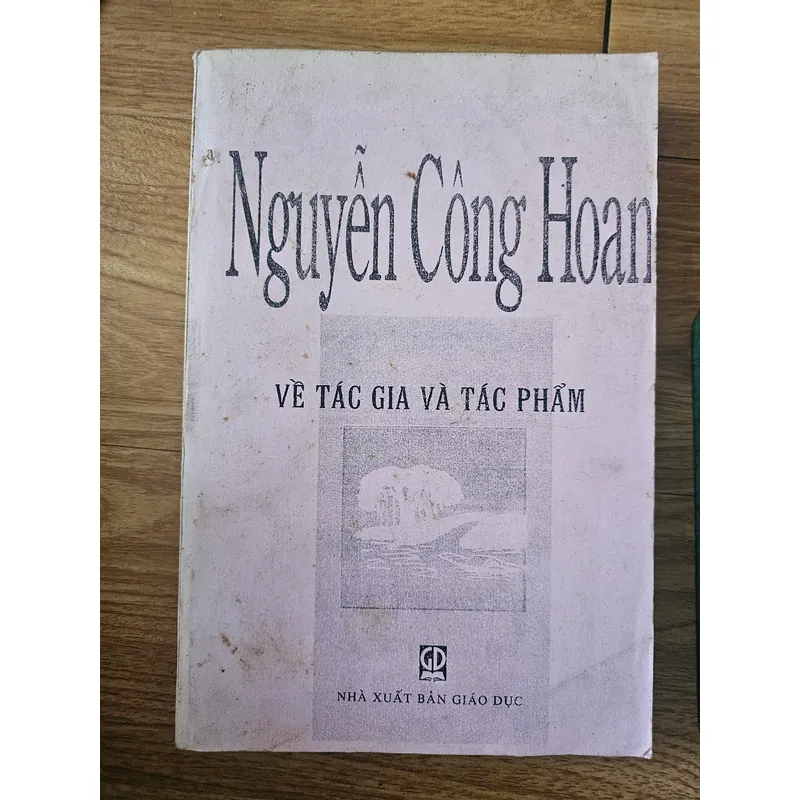 Nguyễn Công Hoan
VỀ TÁC GIA VÀ TÁC PHẨM
GD
NHÀ XUẤT BẢN GIÁO DỤC